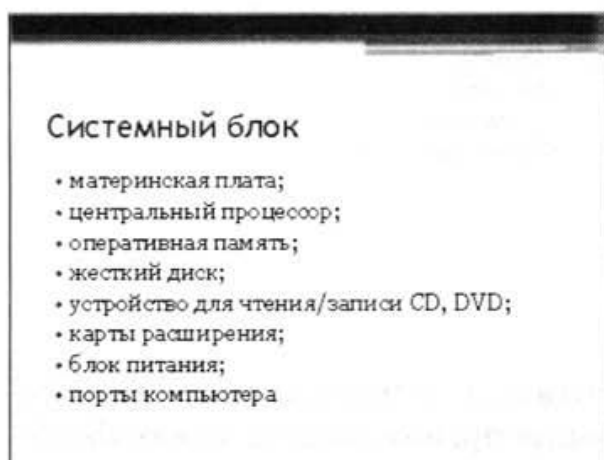 Системный блок
• материнская плата;
• центральный процессор;
• оперативная память;
• жесткий диск;
• устройство для чтения/записи CD, DVD;
• карты расширения;
• блок питания;
• порты компьютера